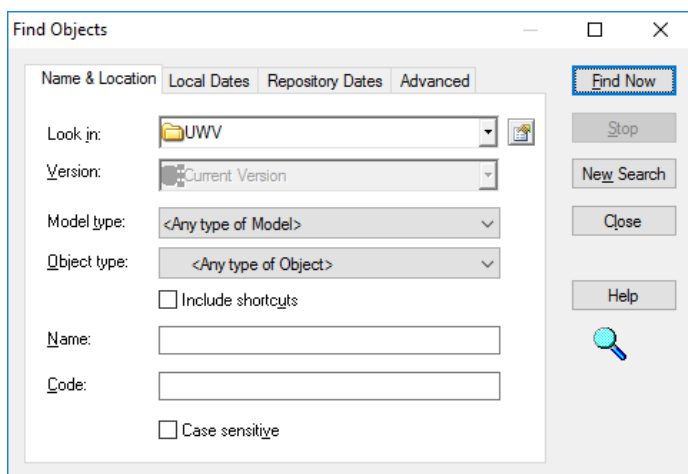 Find Objects
Name & Location Local Dates Repository Dates Advanced
Find Now
Look in: UWV
Stop
Version: Current Version
New Search
Model type: <Any type of Model>
Close
Object type: <Any type of Object>
Include shortcuts
Help
Name:
Code:
Case sensitive